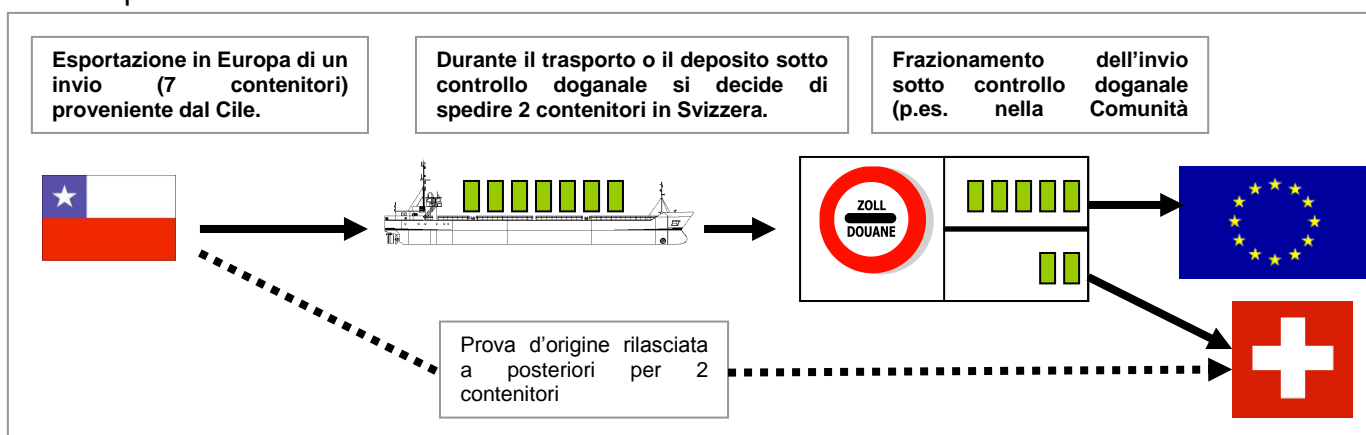 Esportazione in Europa di un
invio (7 contenitori)
proveniente dal Cile.
Durante il trasporto o il deposito sotto
controllo doganale si decide di
spedire 2 contenitori in Svizzera.
Frazionamento dell'invio
sotto controllo doganale
(p.es. nella Comunità
ZOLL
DOUANE
Prova d'origine rilasciata
a posteriori per 2
contenitori